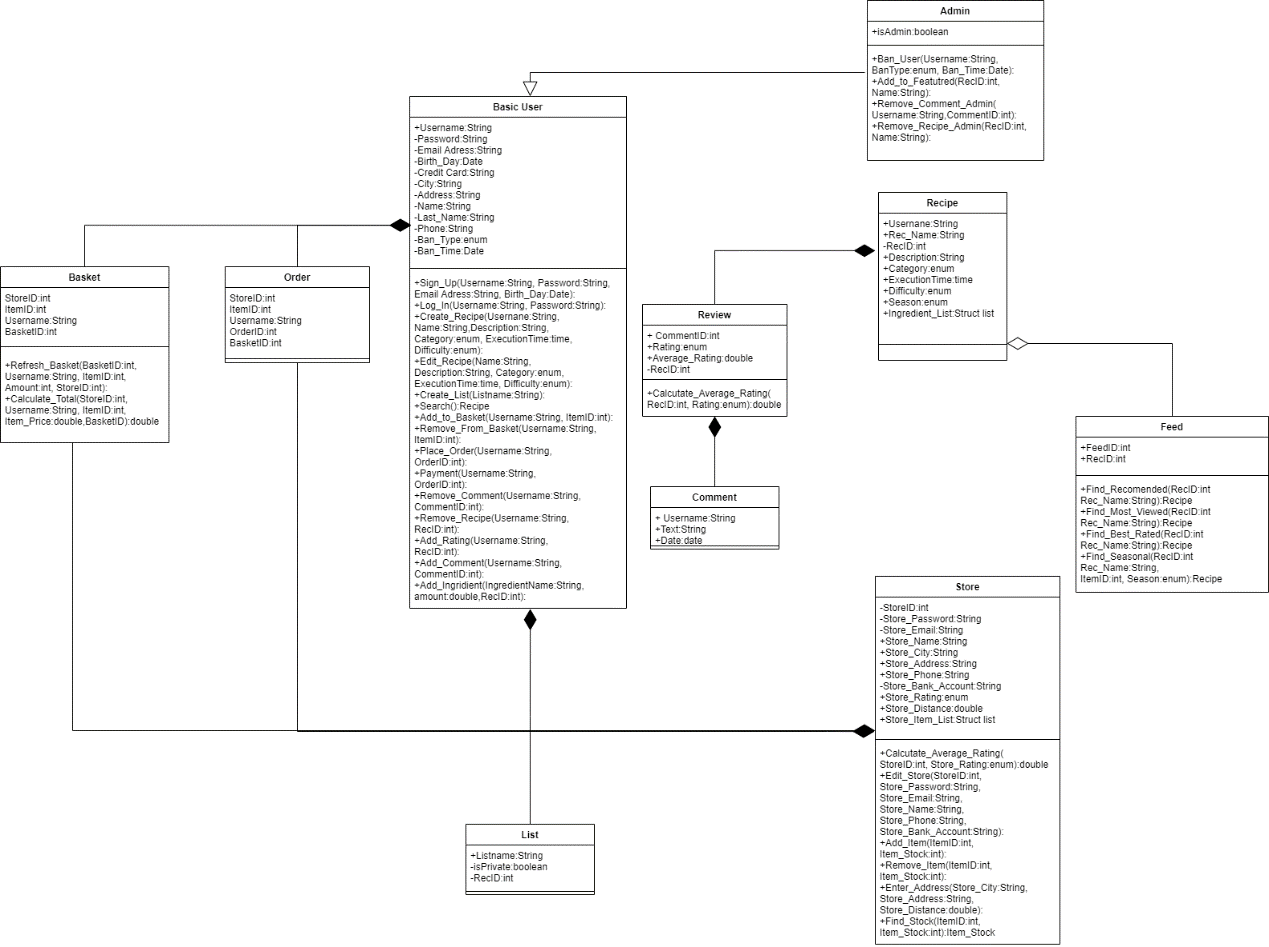 Admin
+isAdmin:boolean
+Ban_User(Username:String,
BanType:enum, Ban_Time:Date):
+Add_to_Featutred(RecID:int,
Name:String):
+Remove_Comment_Admin(
Username:String,CommentID:int):
+Remove_Recipe_Admin(RecID:int,
Name:String):
Basic User
+Username:String
-Password:String
-Email Adress:String
-Birth_Day:Date
-Credit Card:String
-City:String
-Address:String
-Name:String
-Last_Name:String
-Phone:String
-Ban_Type:enum
-Ban_Time:Date
+Sign_Up(Username:String, Password:String,
Email Adress:String, Birth_Day:Date):
+Log_In(Username:String, Password:String):
+Create_Recipe(Username:String,
Name:String,Description:String,
Category:enum, ExecutionTime:time,
Difficulty:enum):
+Edit_Recipe(Name:String,
Description:String, Category:enum,
ExecutionTime:time, Difficulty:enum):
+Create_List(Listname:String):
+Search():Recipe
+Add_to_Basket(Username:String, ItemID:int):
+Remove_From_Basket(Username:String,
ItemID:int):
+Place_Order(Username:String,
OrderID:int):
+Payment(Username:String,
OrderID:int):
+Remove_Comment(Username:String,
CommentID:int):
+Remove_Recipe(Username:String,
RecID:int):
+Add_Rating(Username:String,
RecID:int):
+Add_Comment(Username:String,
CommentID:int):
+Add_Ingridient(IngredientName:String,
amount:double,RecID:int):
Recipe
+Username:String
+Rec_Name:String
-RecID:int
+Description:String
+Category:enum
+ExecutionTime:time
+Difficulty:enum
+Season:enum
+Ingredient_List:Struct list
Basket
StoreID:int
ItemID:int
Username:String
BasketID:int
+Refresh_Basket(BasketID:int,
Username:String, ItemID:int,
Amount:int, StoreID:int):
+Calculate_Total(StoreID:int,
Username:String, ItemID:int,
Item_Price:double,BasketID):double
Order
StoreID:int
ItemID:int
Username:String
OrderID:int
BasketID:int
Review
+ CommentID:int
+Rating:enum
+Average_Rating:double
-RecID:int
+Calcutate_Average_Rating(
RecID:int, Rating:enum):double
Comment
+ Username:String
+Text:String
+Date:date
Feed
+FeedID:int
+RecID:int
+Find_Recomended(RecID:int
Rec_Name:String):Recipe
+Find_Most_Viewed(RecID:int
Rec_Name:String):Recipe
+Find_Best_Rated(RecID:int
Rec_Name:String):Recipe
+Find_Seasonal(RecID:int
Rec_Name:String,
ItemID:int, Season:enum):Recipe
Store
-StoreID:int
-Store_Password:String
-Store_Email:String
+Store_Name:String
+Store_City:String
+Store_Address:String
+Store_Phone:String
-Store_Bank_Account:String
+Store_Rating:enum
+Store_Distance:double
+Store_Item_List:Struct list
+Calcutate_Average_Rating(
StoreID:int, Store_Rating:enum):double
+Edit_Store(StoreID:int,
Store_Password:String,
Store_Email:String,
Store_Name:String,
Store_Phone:String,
Store_Bank_Account:String):
+Add_Item(ItemID:int,
Item_Stock:int):
+Remove_Item(ItemID:int,
Item_Stock:int):
+Enter_Address(Store_City:String,
Store_Address:String,
Store_Distance:double):
+Find_Stock(ItemID:int,
Item_Stock:int):Item_Stock
List
+Listname:String
-isPrivate:boolean
-RecID:int